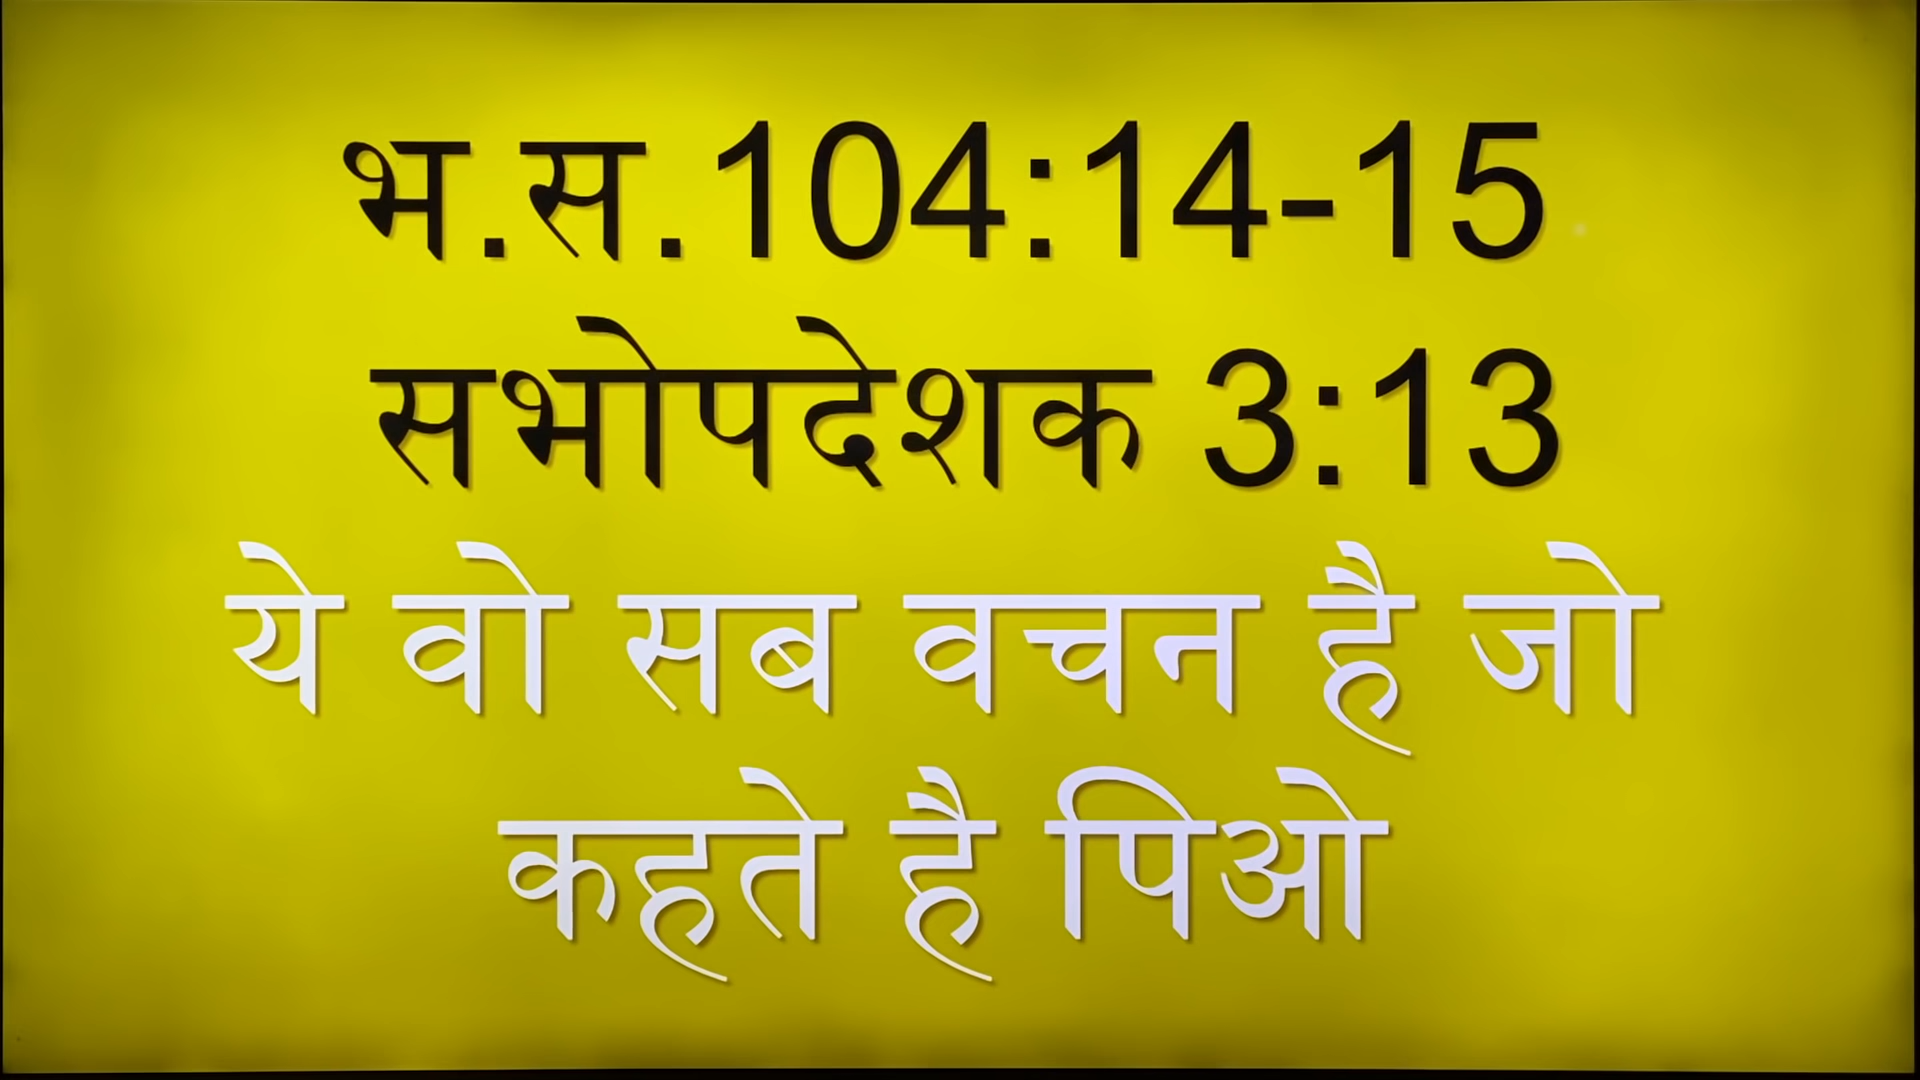 भ.स.104:14-15
सभोपदेशक 3:13
ये वो सब वचन है जो
कहते है पिओ